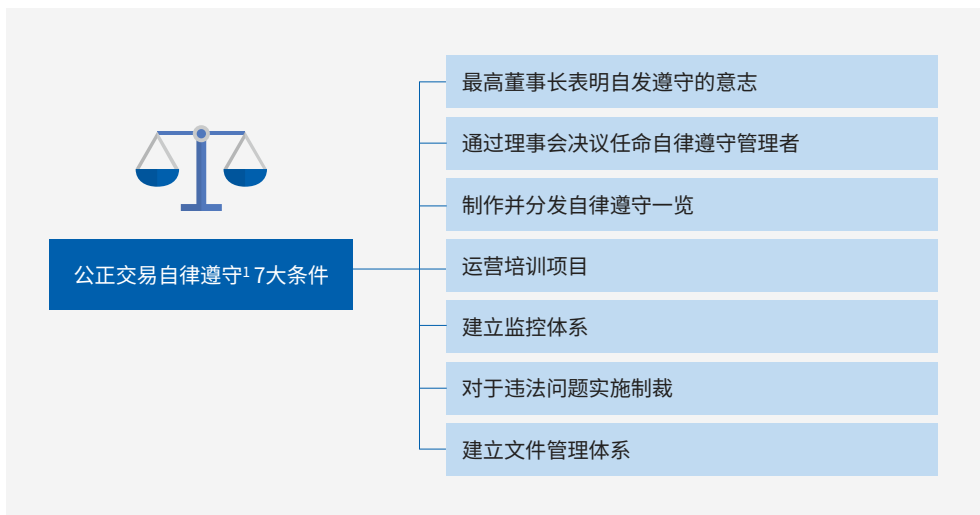 公正交易自律遵守¹ 7大条件
最高董事长表明自发遵守的意志
通过理事会决议任命自律遵守管理者
制作并分发自律遵守一览
运营培训项目
建立监控体系
对于违法问题实施制裁
建立文件管理体系